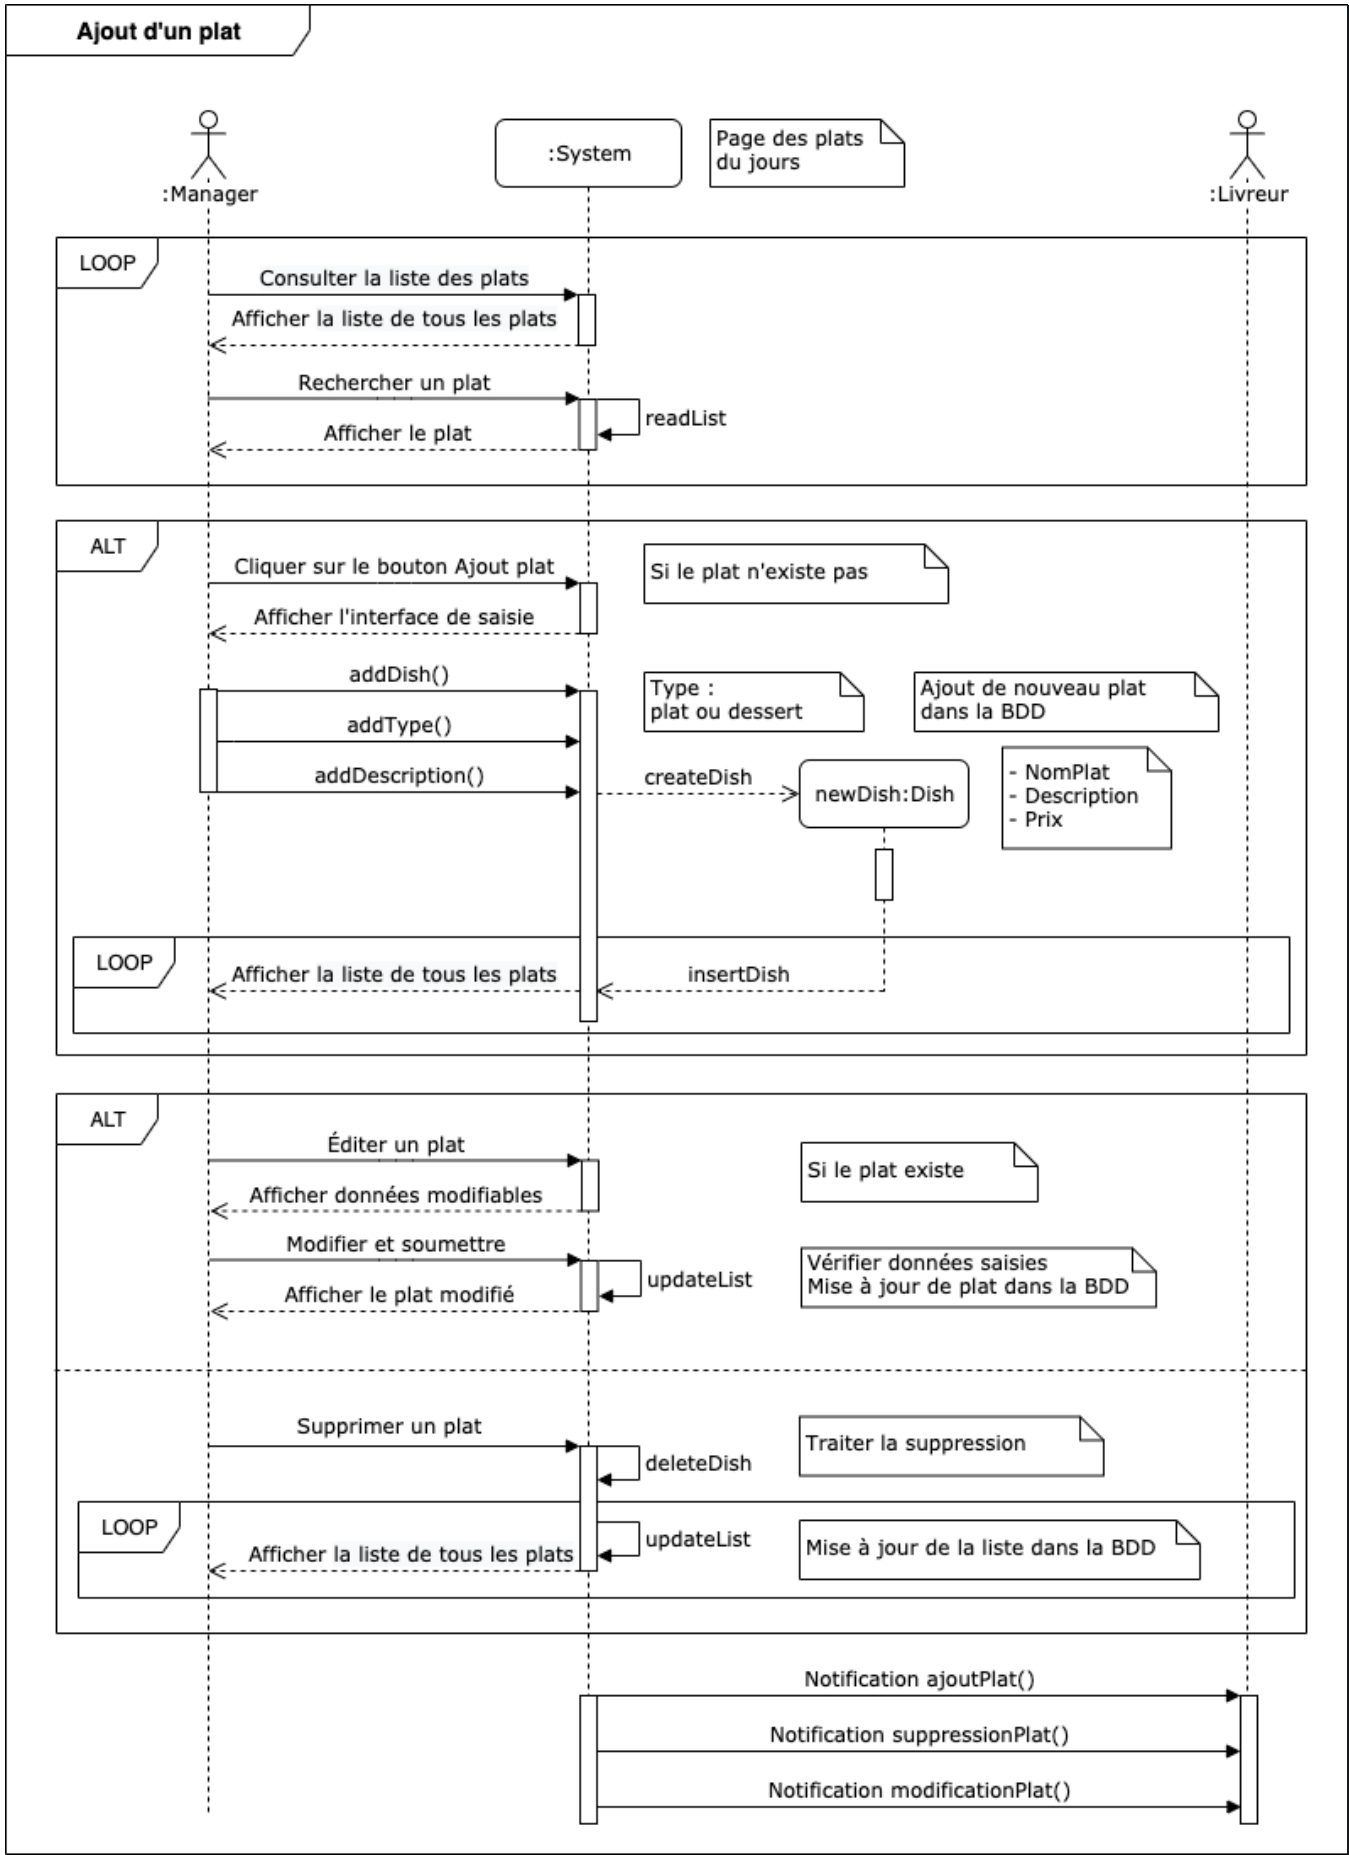 Ajout d'un plat
:Manager
:System
Page des plats
du jours
:Livreur
LOOP
Consulter la liste des plats
Afficher la liste de tous les plats
Rechercher un plat
readList
Afficher le plat
ALT
Cliquer sur le bouton Ajout plat
Si le plat n'existe pas
Afficher l'interface de saisie
addDish()
Type :
plat ou dessert
Ajout de nouveau plat
dans la BDD
addType()
addDescription()
createDish
newDish:Dish
- NomPlat
- Description
- Prix
LOOP
Afficher la liste de tous les plats
insertDish
ALT
Éditer un plat
Si le plat existe
Afficher données modifiables
Modifier et soumettre
updateList
Vérifier données saisies
Mise à jour de plat dans la BDD
Afficher le plat modifié
Supprimer un plat
deleteDish
Traiter la suppression
LOOP
updateList
Afficher la liste de tous les plats
Mise à jour de la liste dans la BDD
Notification ajoutPlat()
Notification suppressionPlat()
Notification modificationPlat()